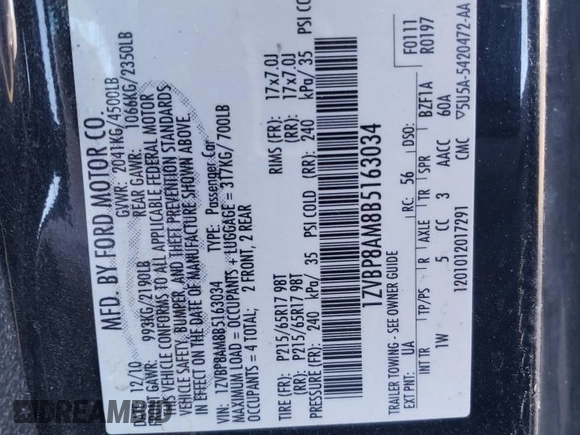 MFD. BY FORD MOTOR CO.
12/10 GVWR: 2041KG/4500LB
FRONT GAWR: 993KG/2190LB REAR GAWR: 1066KG/2350LB
THIS VEHICLE CONFORMS TO ALL APPLICABLE FEDERAL MOTOR
VEHICLE SAFETY, BUMPER, AND THEFT PREVENTION STANDARDS
IN EFFECT ON THE DATE OF MANUFACTURE SHOWN ABOVE.
VIN: 1ZVBP8AM8B5163034 TYPE: Passenger Car
MAXIMUM LOAD = OCCUPANTS + LUGGAGE = 317KG/700LB
OCCUPANTS = 4 TOTAL; 2 FRONT, 2 REAR
TIRE (FR): P215/65R17 98T RIMS (FR): 17x7.0J
TIRE (RR): P215/65R17 98T (RR): 17x7.0J
PRESSURE (FR): 240 kPa/ 35 PSI COLD (RR): 240 kPa/ 35 PSI COLD
1ZVBP8AM8B5163034
TRAILER TOWING - SEE OWNER GUIDE F0111
EXT PNT: UA RC: 56 DSO: R0197
INT TR TP/PS R AXLE TR SPR BZF1A
1W 5 CC 3 AACC 60A
1201012017291 CMC 5U5A-5420472-AA
DREAMBID